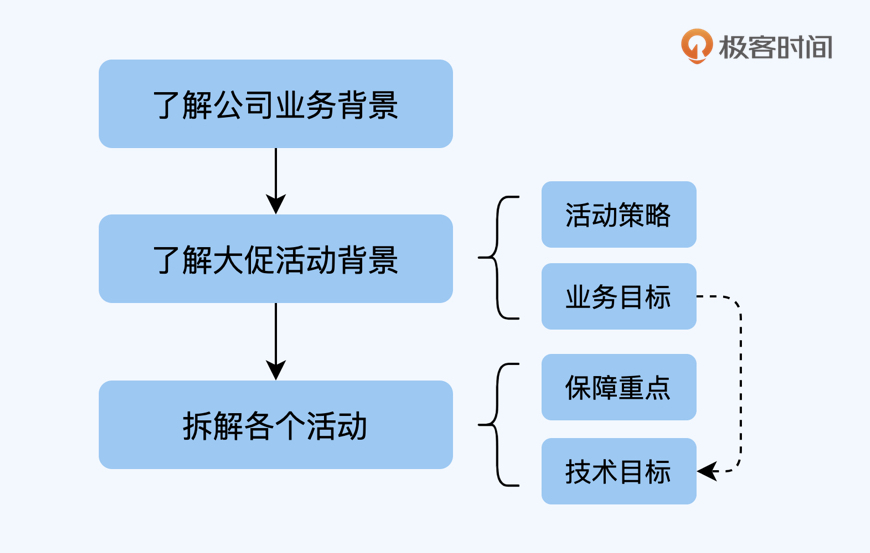 极客时间
了解公司业务背景
了解大促活动背景
活动策略
业务目标
拆解各个活动
保障重点
技术目标